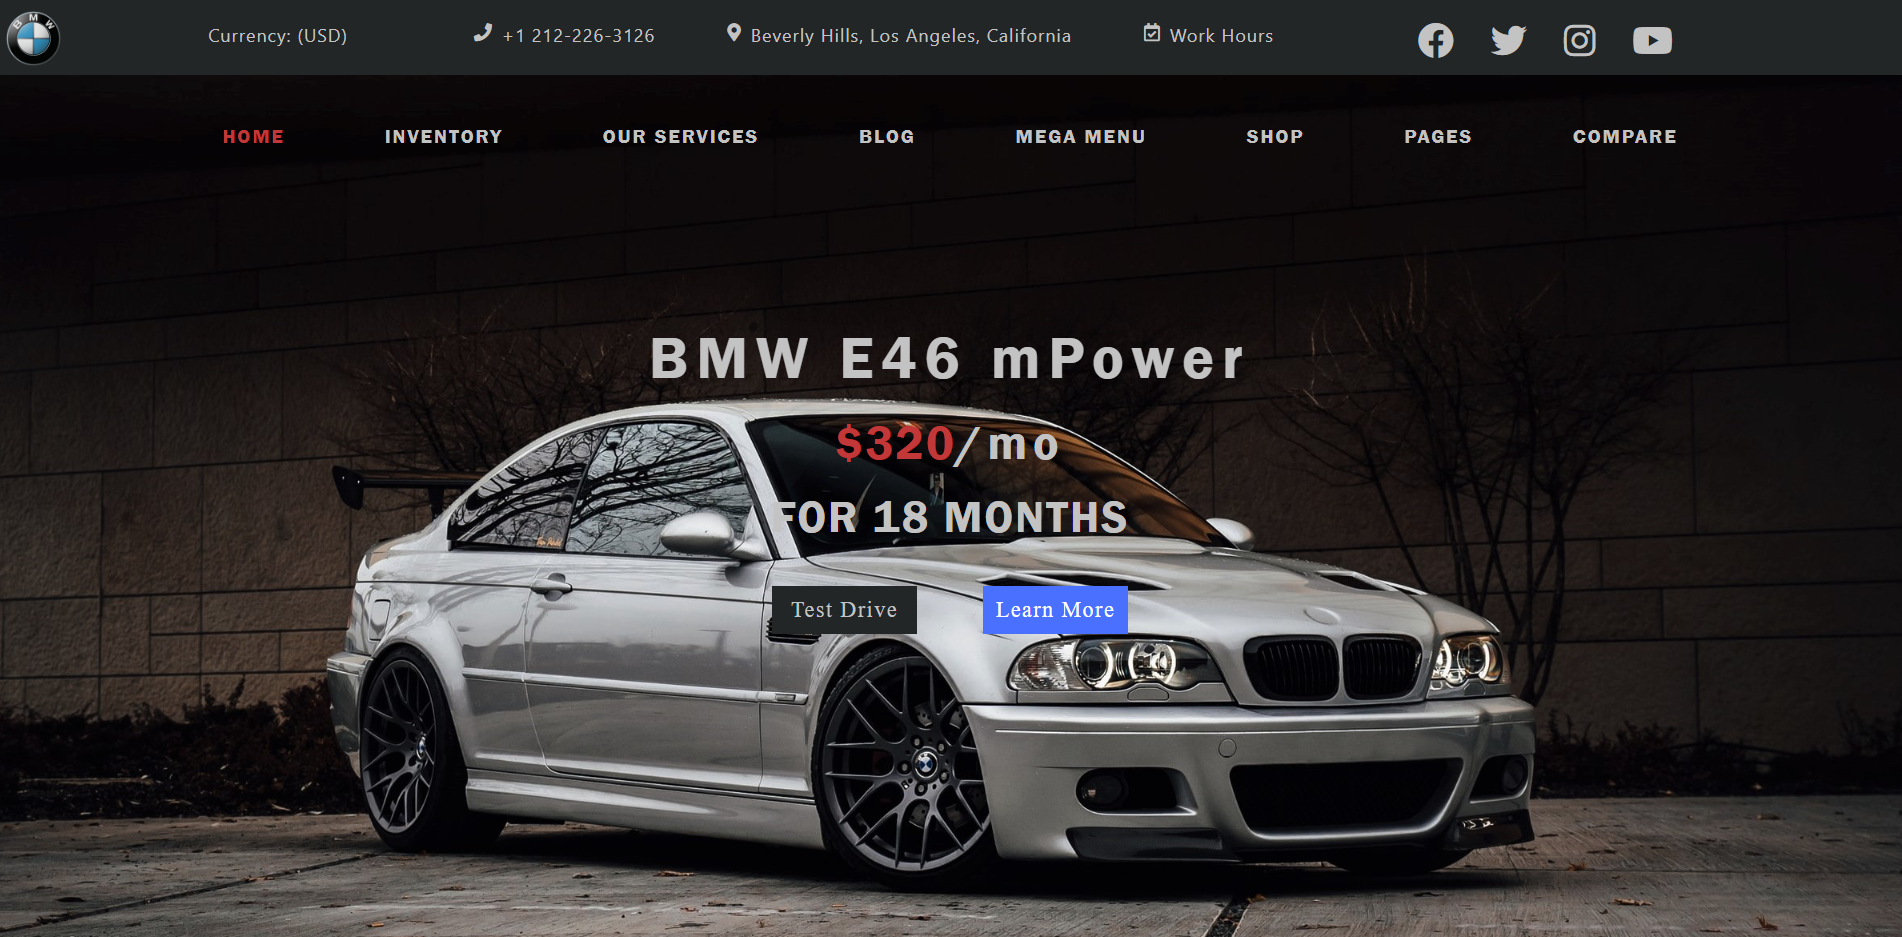 BMW
Currency: (USD)
+1 212-226-3126
Beverly Hills, Los Angeles, California
Work Hours
HOME
INVENTORY
OUR SERVICES
BLOG
MEGA MENU
SHOP
PAGES
COMPARE
BMW E46 mPower
$320/mo
FOR 18 MONTHS
Test Drive
Learn More